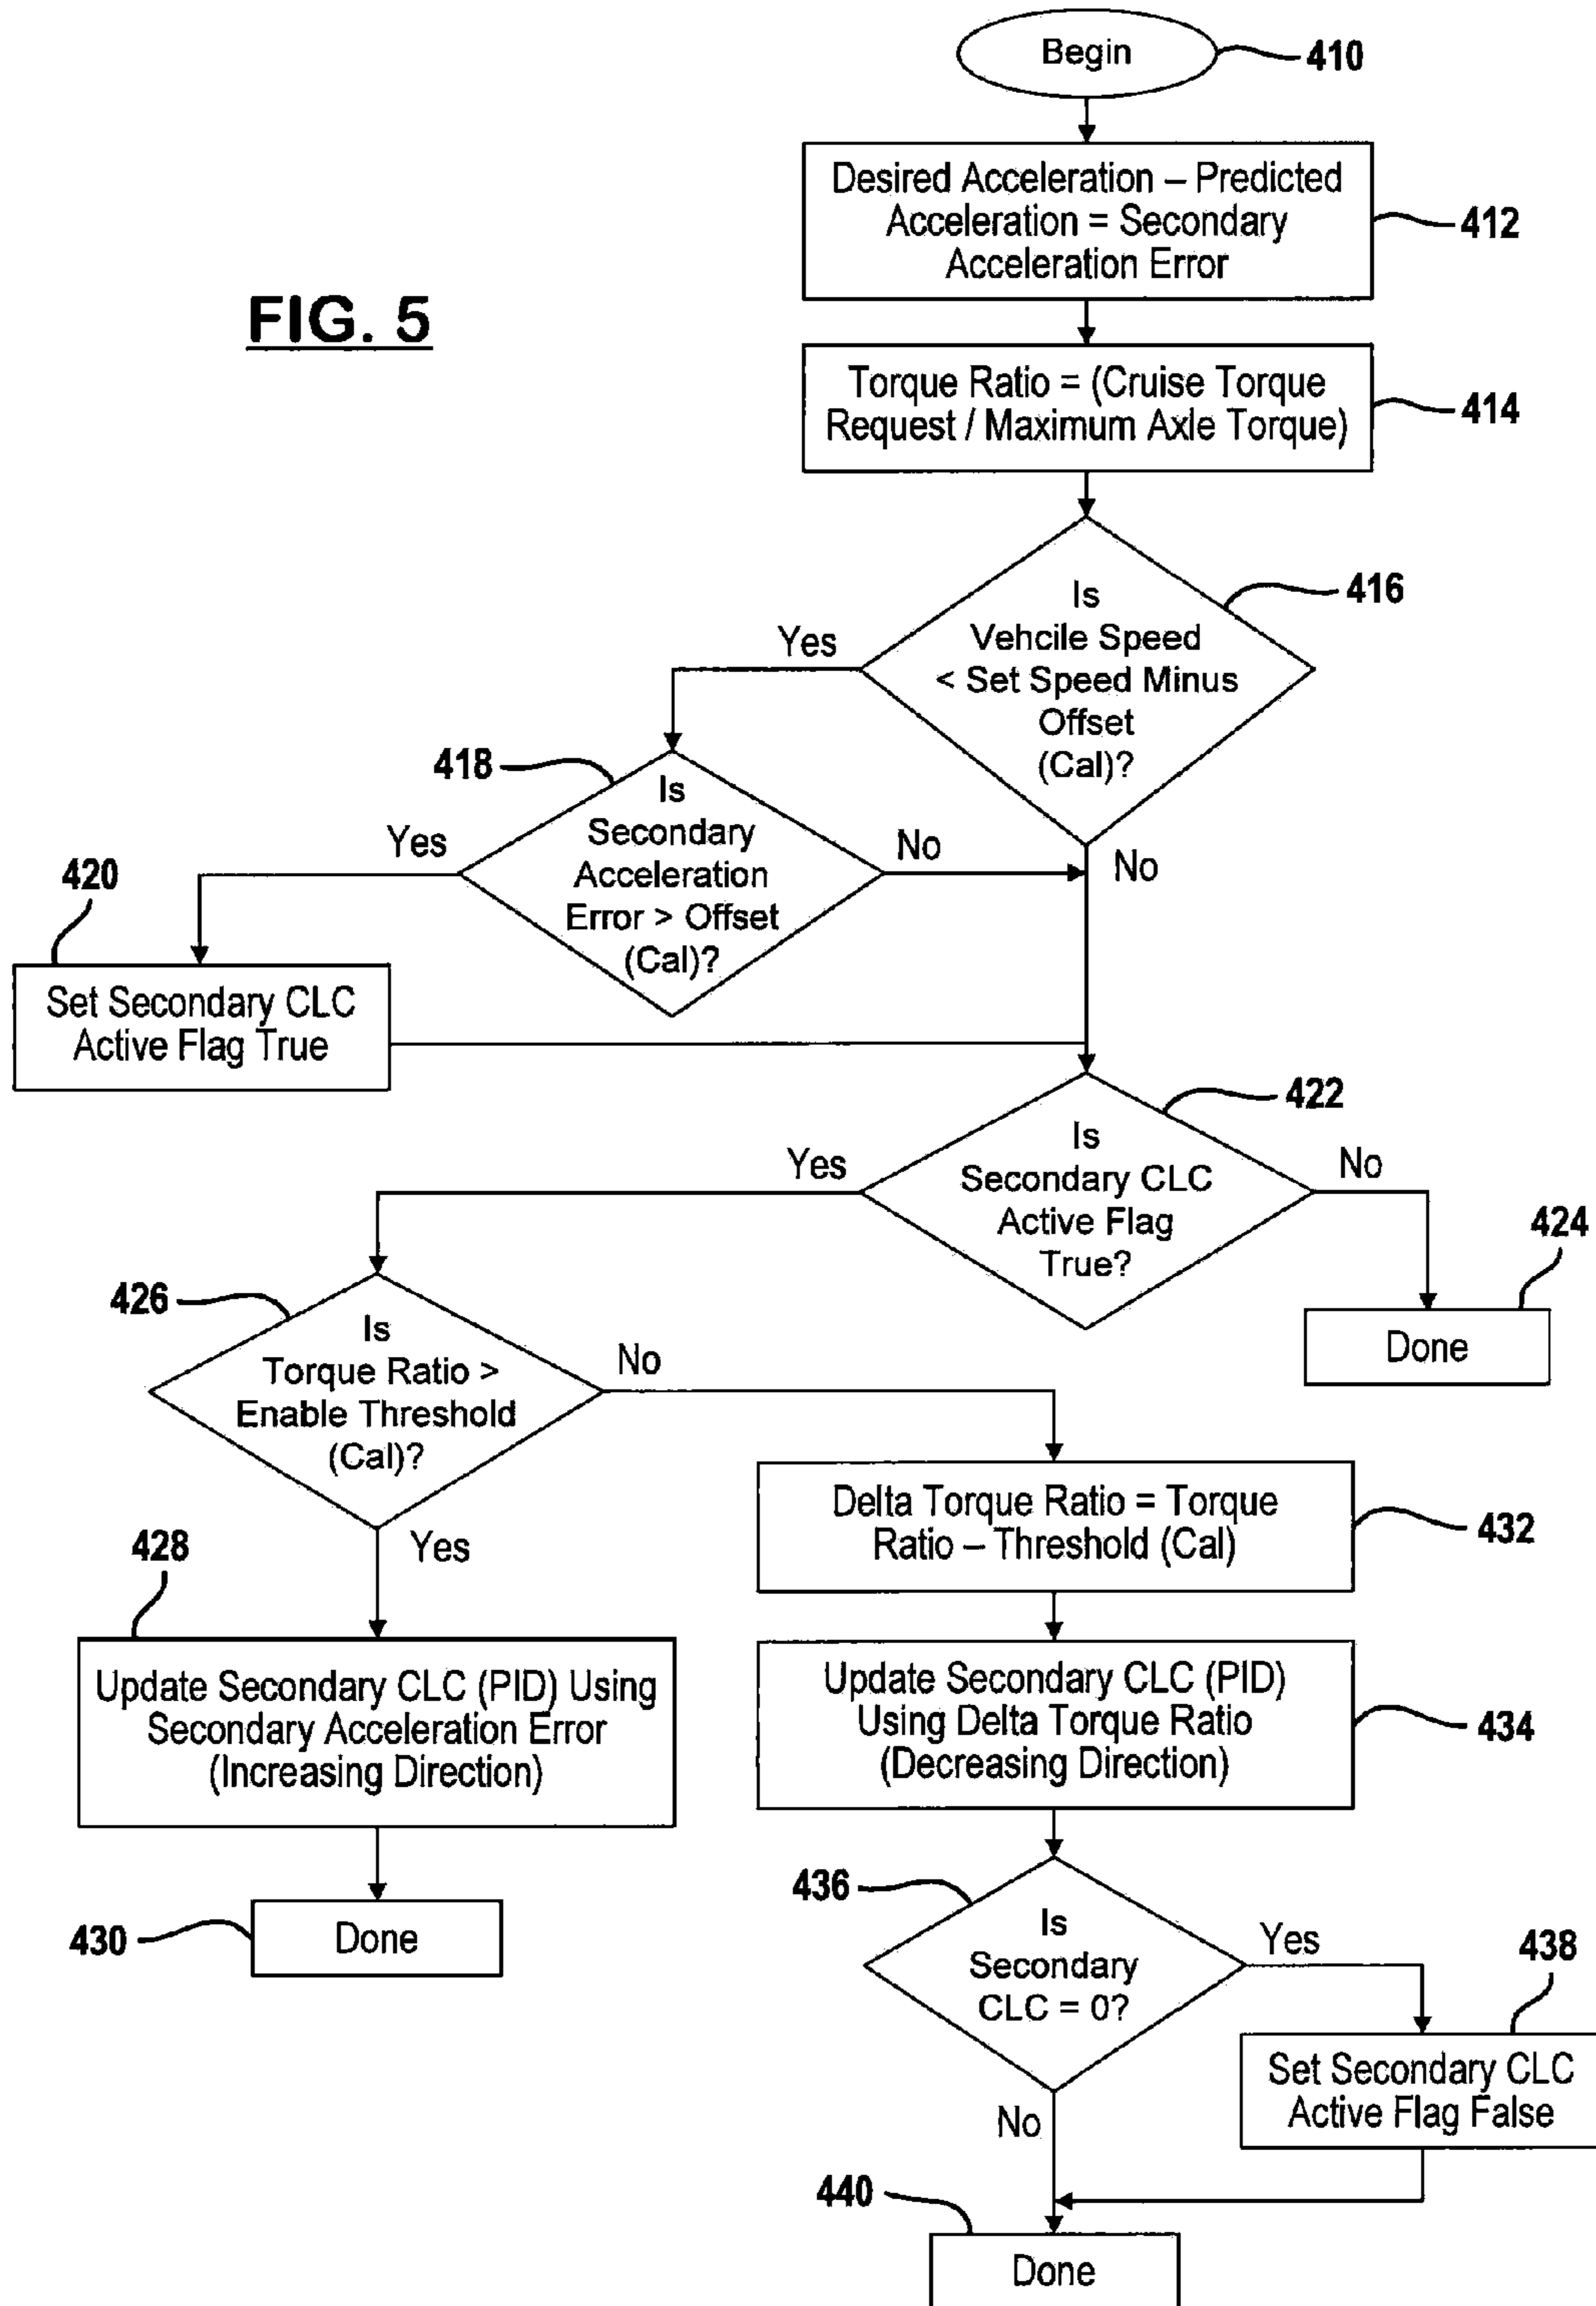 Begin
410
Desired Acceleration – Predicted
Acceleration = Secondary
Acceleration Error
412
FIG. 5
Torque Ratio = (Cruise Torque
Request / Maximum Axle Torque)
414
Is
Vehcile Speed
< Set Speed Minus
Offset
(Cal)?
416
Yes
No
418
Is
Secondary
Acceleration
Error > Offset
(Cal)?
Yes
No
420
Set Secondary CLC
Active Flag True
422
Is
Secondary CLC
Active Flag
True?
Yes
No
424
Done
426
Is
Torque Ratio >
Enable Threshold
(Cal)?
No
Yes
428
Update Secondary CLC (PID) Using
Secondary Acceleration Error
(Increasing Direction)
430
Done
Delta Torque Ratio = Torque
Ratio – Threshold (Cal)
432
Update Secondary CLC (PID)
Using Delta Torque Ratio
(Decreasing Direction)
434
436
Is
Secondary
CLC = 0?
Yes
No
438
Set Secondary CLC
Active Flag False
440
Done